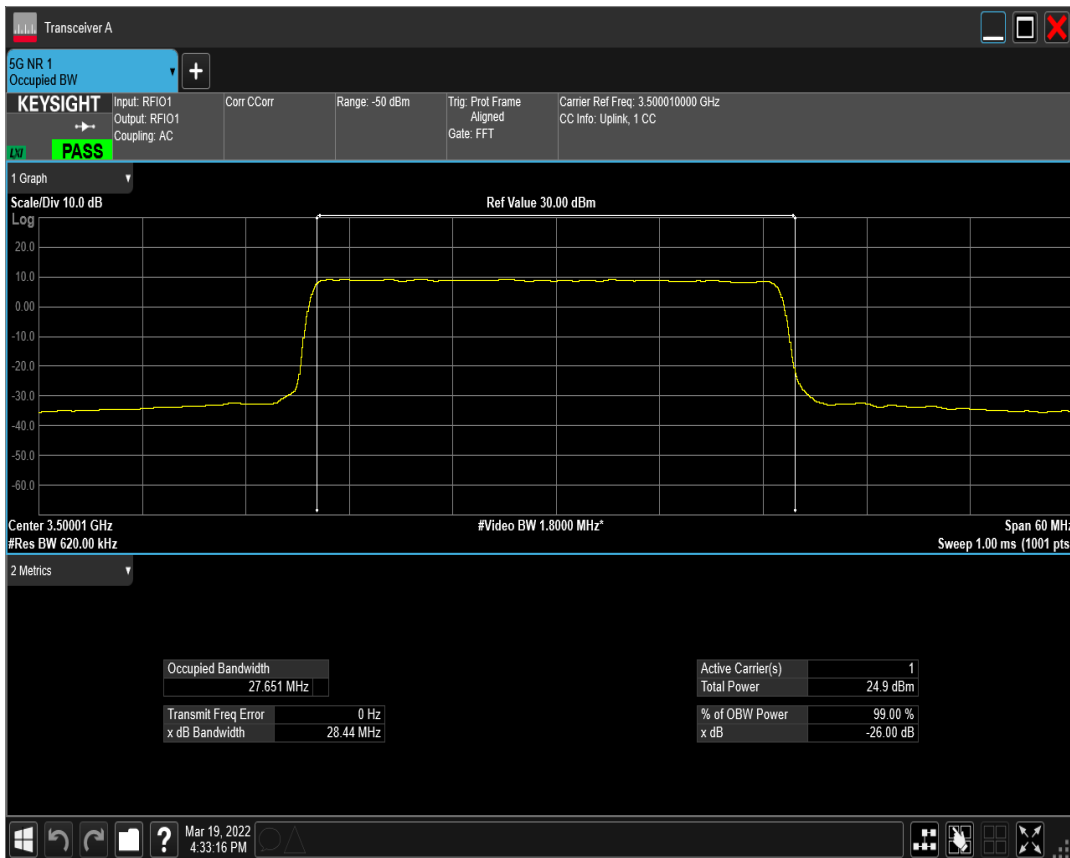 Transceiver A
5G NR 1
Occupied BW
+
KEYSIGHT
LXI
PASS
Input: RFIO1
Output: RFIO1
Coupling: AC
Corr CCorr
Range: -50 dBm
Trig: Prot Frame
Aligned
Gate: FFT
Carrier Ref Freq: 3.500010000 GHz
CC Info: Uplink, 1 CC
1 Graph
Scale/Div 10.0 dB
Ref Value 30.00 dBm
Log
20.0
10.0
0.00
-10.0
-20.0
-30.0
-40.0
-50.0
-60.0
Center 3.50001 GHz
#Video BW 1.8000 MHz*
Span 60 MHz
#Res BW 620.00 kHz
Sweep 1.00 ms (1001 pts
2 Metrics
Occupied Bandwidth
27.651 MHz
Transmit Freq Error 0 Hz
x dB Bandwidth 28.44 MHz
Active Carrier(s) 1
Total Power 24.9 dBm
% of OBW Power 99.00 %
x dB -26.00 dB
?
Mar 19, 2022
4:33:16 PM